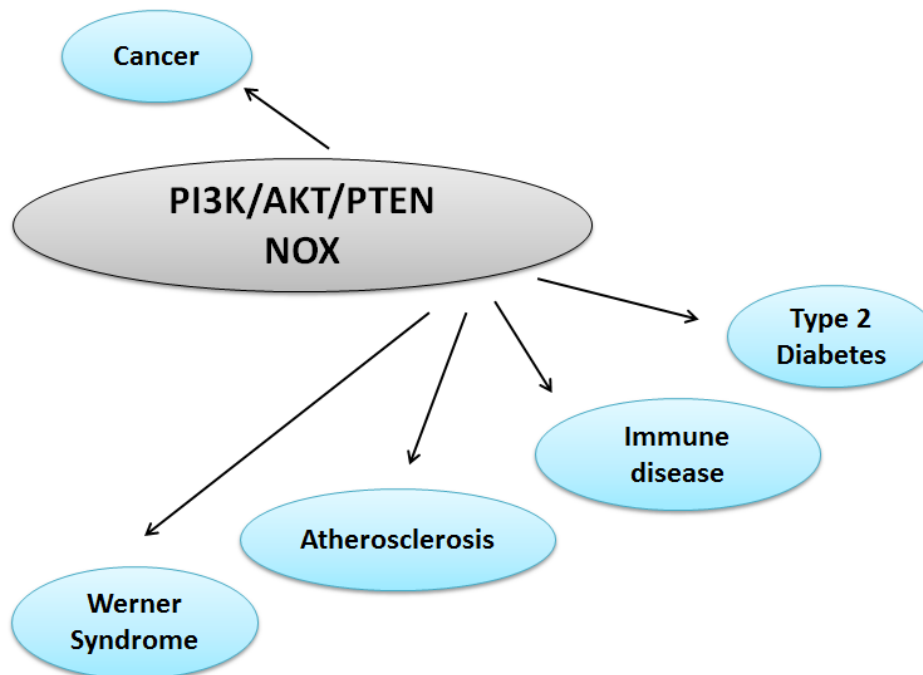 Cancer
PI3K/AKT/PTEN
NOX
Type 2
Diabetes
Immune
disease
Atherosclerosis
Werner
Syndrome